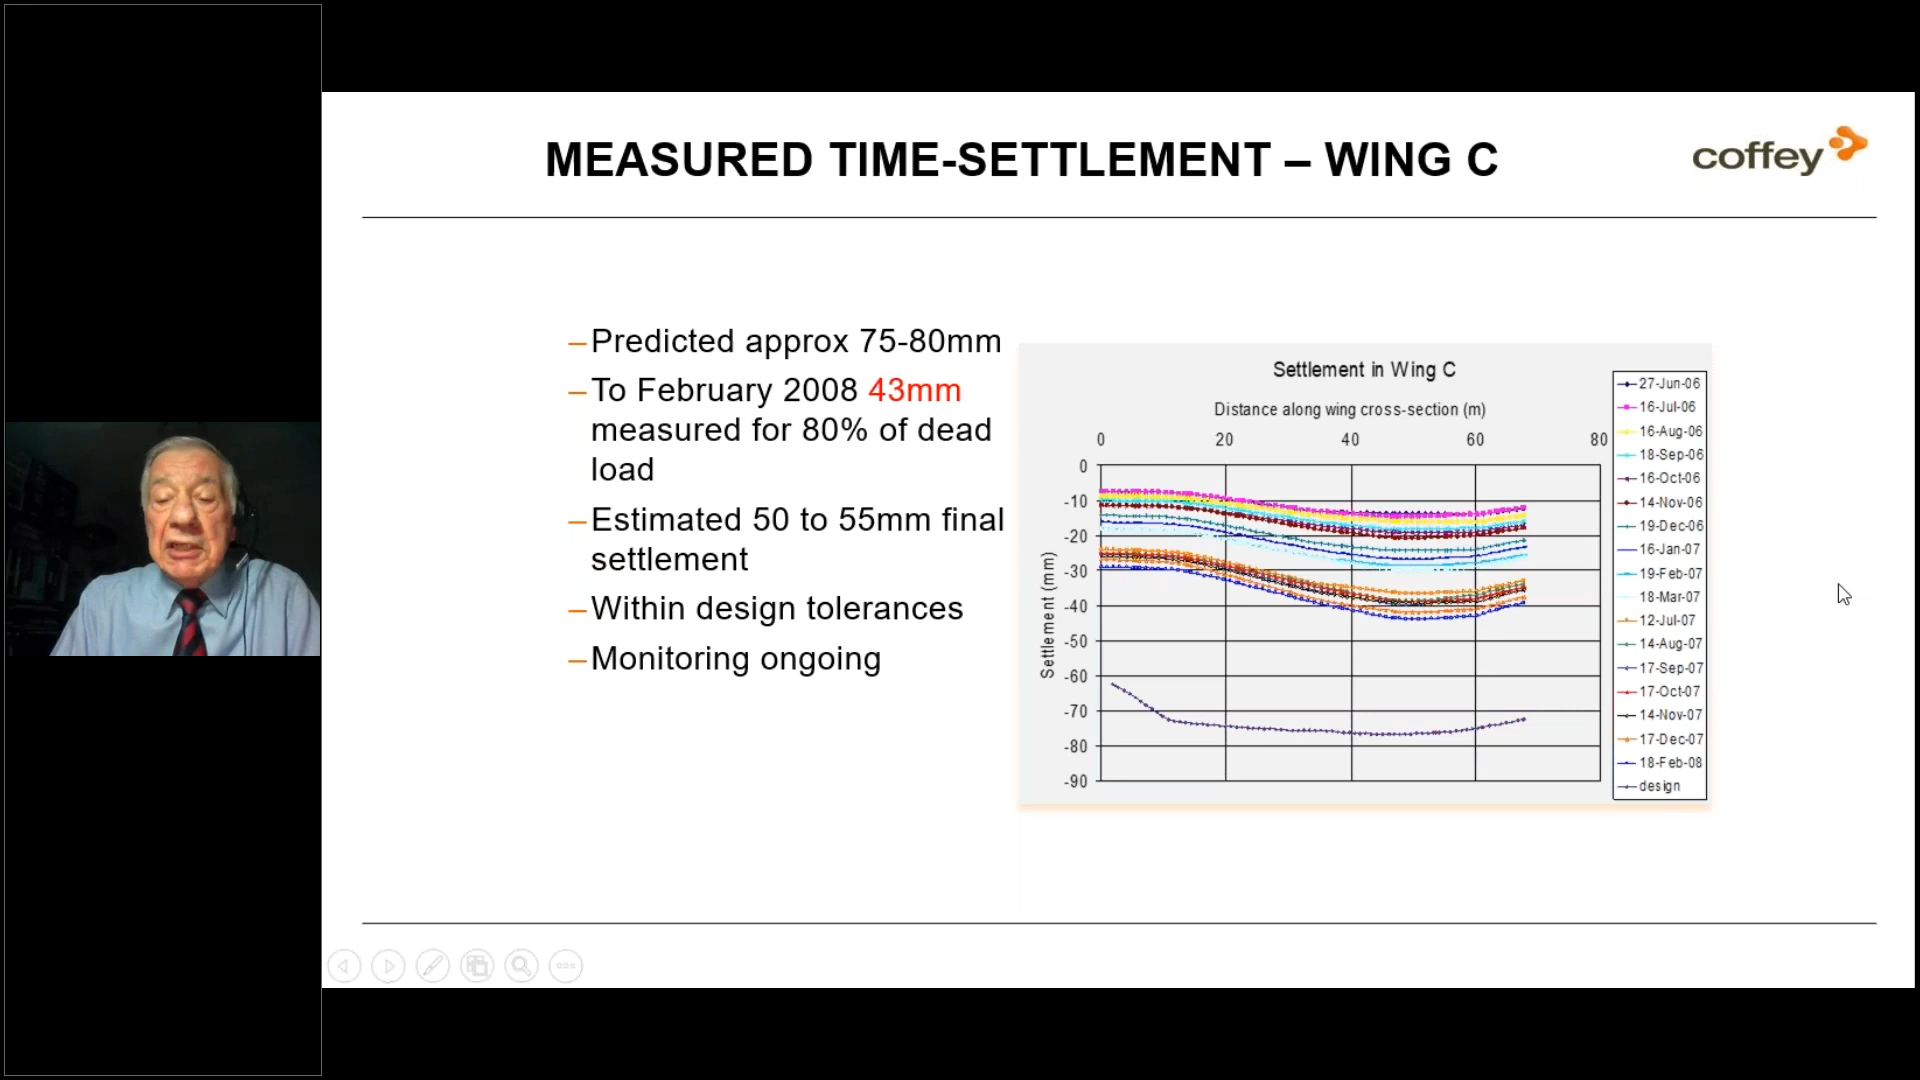 MEASURED TIME-SETTLEMENT – WING C
coffey
–Predicted approx 75-80mm
–To February 2008 43mm
measured for 80% of dead
load
–Estimated 50 to 55mm final
settlement
–Within design tolerances
–Monitoring ongoing
Settlement in Wing C
Distance along wing cross-section (m)
0 20 40 60 80
0
-10
-20
-30
-40
-50
-60
-70
-80
-90
Settlement (mm)
27-Jun-06
16-Jul-06
16-Aug-06
18-Sep-06
16-Oct-06
14-Nov-06
19-Dec-06
16-Jan-07
19-Feb-07
18-Mar-07
12-Jul-07
14-Aug-07
17-Sep-07
17-Oct-07
14-Nov-07
17-Dec-07
18-Feb-08
design